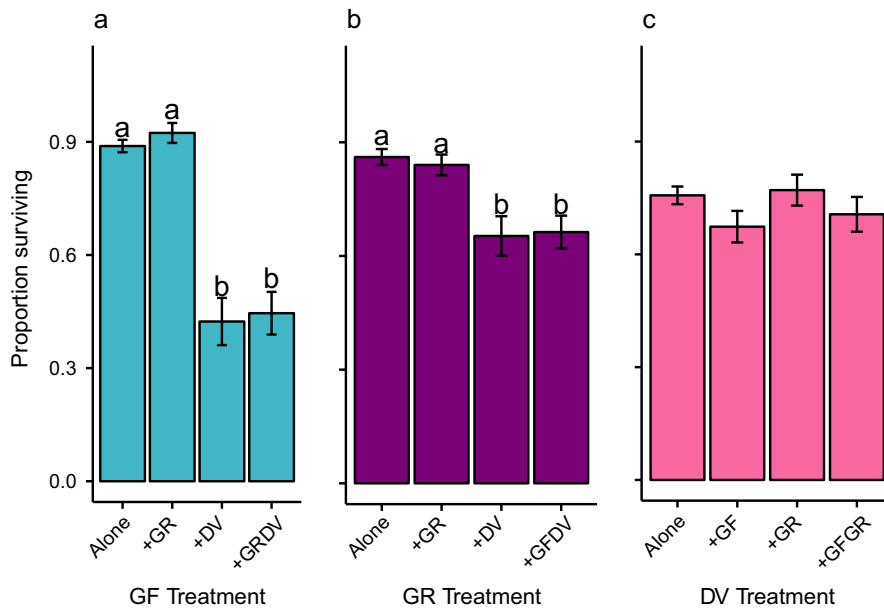 a
b
c
Proportion surviving
0.9
0.6
0.3
0.0
a
a
b
b
a
a
b
b
Alone
+GR
+DV
+GRDV
Alone
+GR
+DV
+GFDV
Alone
+GF
+GR
+GFGR
GF Treatment
GR Treatment
DV Treatment